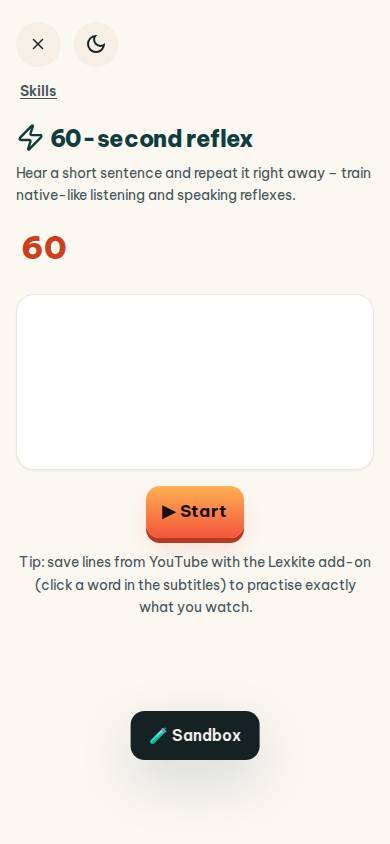 Skills
60-second reflex
Hear a short sentence and repeat it right away – train
native-like listening and speaking reflexes.
60
▶ Start
Tip: save lines from YouTube with the Lexkite add-on
(click a word in the subtitles) to practise exactly
what you watch.
🧪 Sandbox